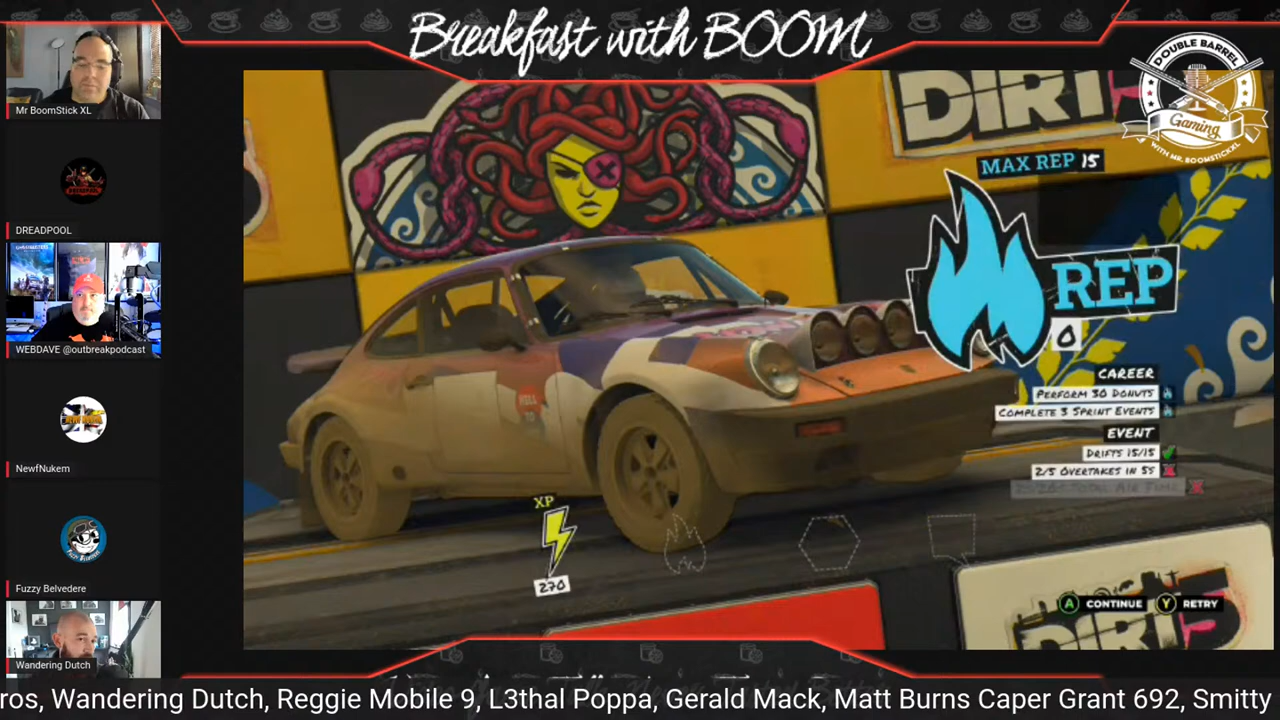 Breakfast with BOOM
DOUBLE BARREL
Gaming
WITH MR. BOOMSTICKXL
Mr BoomStick XL
DREADPOOL
WEBDAVE @outbreakpodcast
NewfNukem
Fuzzy Belvedere
Wandering Dutch
DIRT
MAX REP 15
REP
0
CAREER
PERFORM 30 DONUTS
COMPLETE 3 SPRINT EVENTS
EVENT
DRIFTS 15/15
2/5 OVERTAKES IN 5S
XP
270
A CONTINUE Y RETRY
DIRT 5
ros, Wandering Dutch, Reggie Mobile 9, L3thal Poppa, Gerald Mack, Matt Burns Caper Grant 692, Smitty